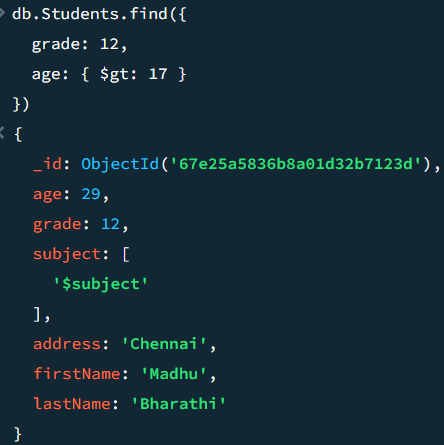 db.Students.find({
grade: 12,
age: { $gt: 17 }
})
{
_id: ObjectId('67e25a5836b8a01d32b7123d'),
age: 29,
grade: 12,
subject: [
'$subject'
],
address: 'Chennai',
firstName: 'Madhu',
lastName: 'Bharathi'
}